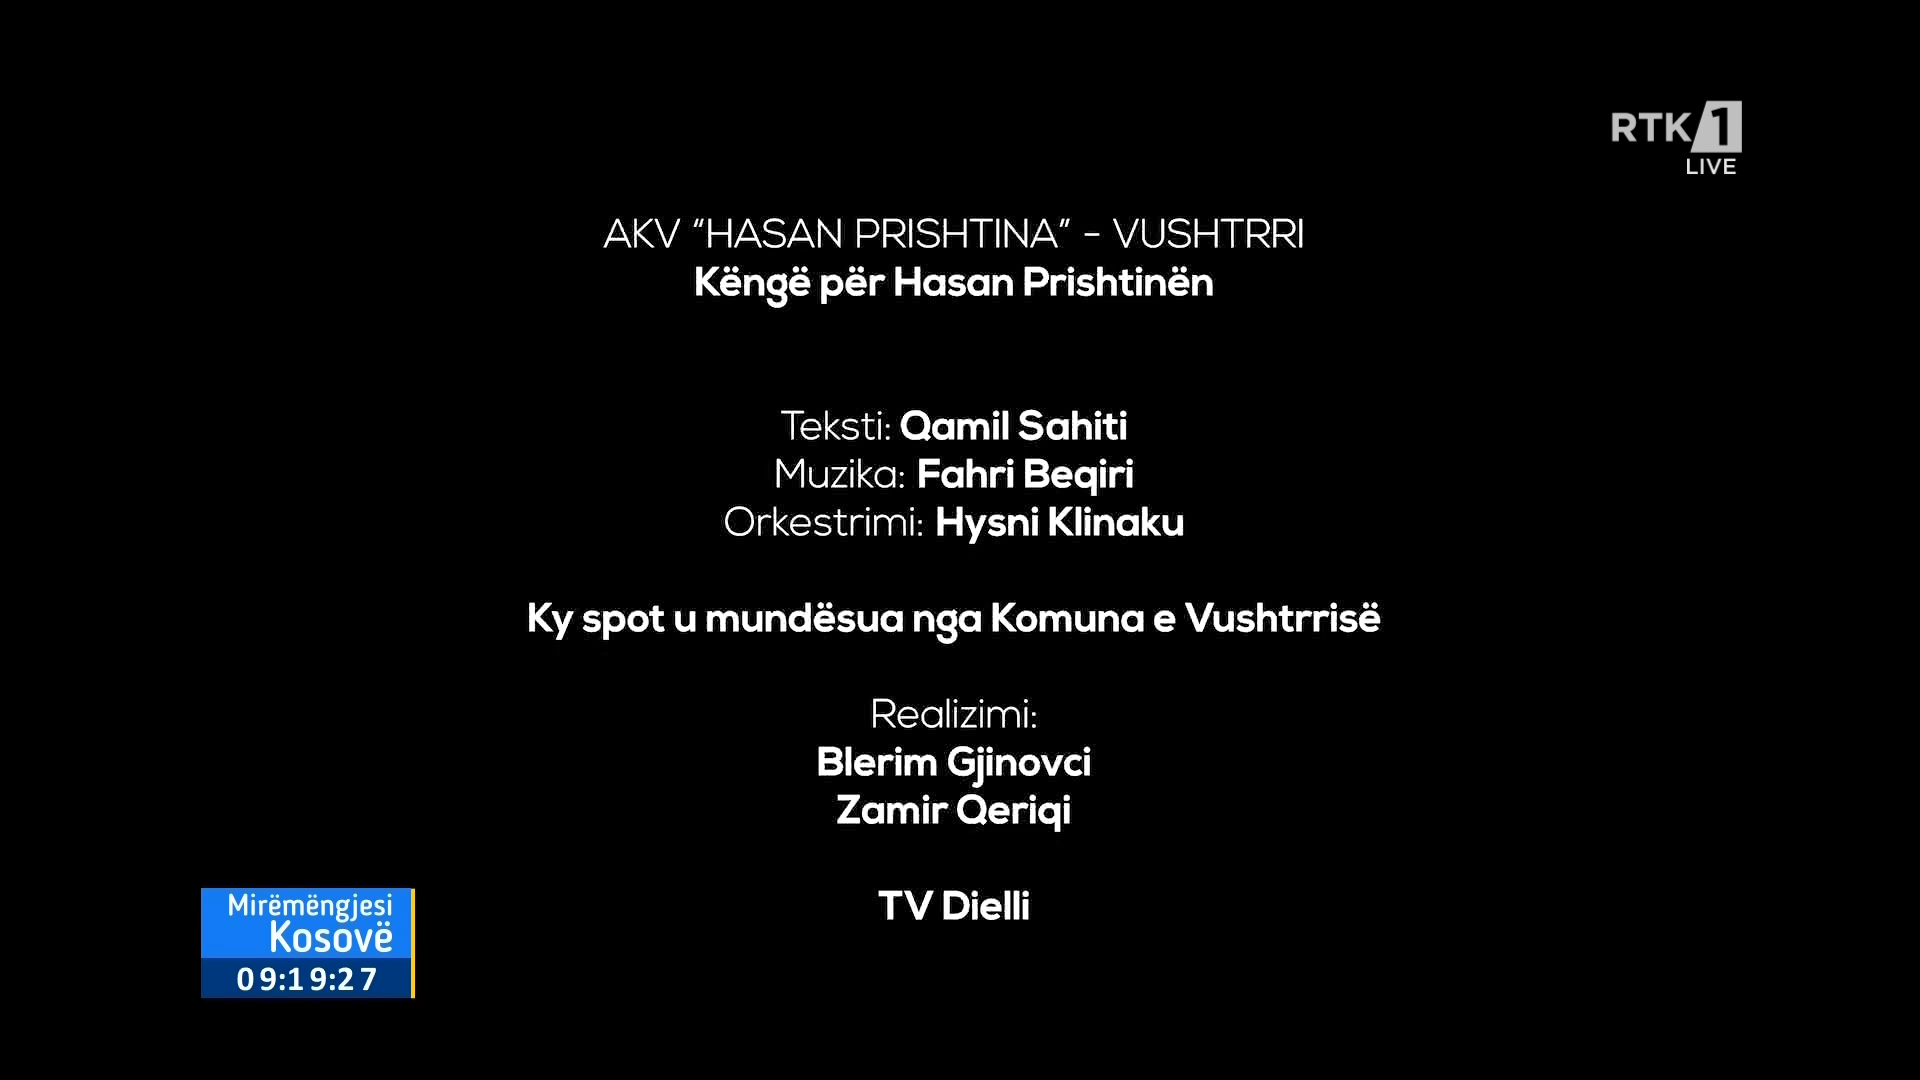 RTK 1
LIVE
AKV “HASAN PRISHTINA” - VUSHTRRI
Këngë për Hasan Prishtinën
Teksti: Qamil Sahiti
Muzika: Fahri Beqiri
Orkestrimi: Hysni Klinaku
Ky spot u mundësua nga Komuna e Vushtrrisë
Realizimi:
Blerim Gjinovci
Zamir Qeriqi
TV Dielli
Mirëmëngjesi
Kosovë
09:19:27